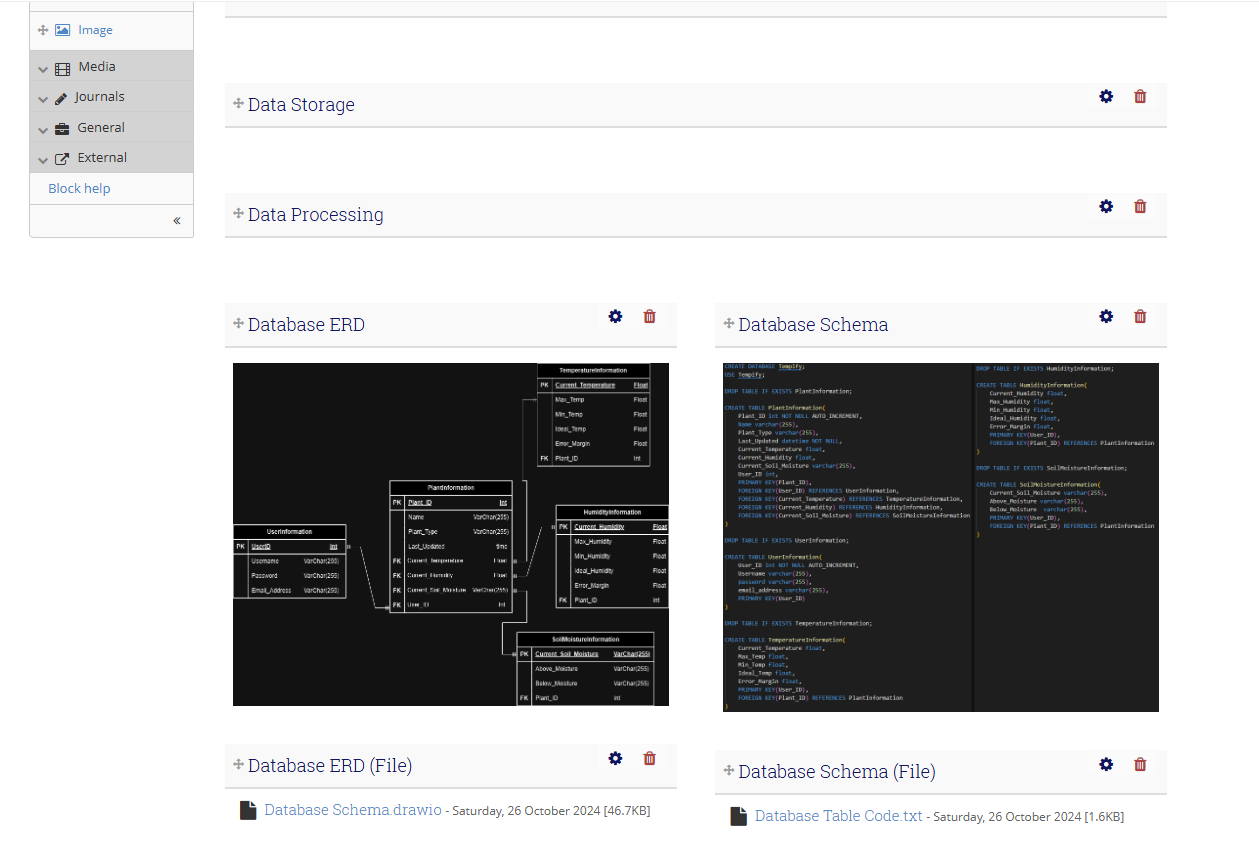 Image
Media
Journals
General
External
Block help
«
Data Storage
Data Processing
Database ERD
TemperatureInformation
PK Current_Temperature Float
Max_Temp Float
Min_Temp Float
Ideal_Temp Float
Error_Margin Float
FK Plant_ID Int
PlantInformation
PK Plant_ID Int
Name VarChar(255)
Plant_Type VarChar(255)
Last_Updated time
FK Current_Temperature Float
FK Current_Humidity Float
FK Current_Soil_Moisture VarChar(255)
FK User_ID Int
HumidityInformation
PK Current_Humidity Float
Max_Humidity Float
Min_Humidity Float
Ideal_Humidity Float
Error_Margin Float
FK Plant_ID Int
UserInformation
PK UserID Int
Username VarChar(255)
Password VarChar(255)
Email_Address VarChar(255)
SoilMoistureInformation
PK Current_Soil_Moisture VarChar(255)
Above_Moisture VarChar(255)
Below_Moisture VarChar(255)
FK Plant_ID int
Database Schema
CREATE DATABASE Tempify;
USE Tempify;
DROP TABLE IF EXISTS PlantInformation;
CREATE TABLE PlantInformation(
Plant_ID int NOT NULL AUTO_INCREMENT,
Name varchar(255),
Plant_Type varchar(255),
Last_Updated datetime NOT NULL,
Current_Temperature float,
Current_Humidity float,
Current_Soil_Moisture varchar(255),
User_ID int,
PRIMARY KEY(Plant_ID),
FOREIGN KEY(User_ID) REFERENCES UserInformation,
FOREIGN KEY(Current_Temperature) REFERENCES TemperatureInformation,
FOREIGN KEY(Current_Humidity) REFERENCES HumidityInformation,
FOREIGN KEY(Current_Soil_Moisture) REFERENCES SoilMoistureInformation
)
DROP TABLE IF EXISTS UserInformation;
CREATE TABLE UserInformation(
User_ID int NOT NULL AUTO_INCREMENT,
Username varchar(255),
password varchar(255),
email_address varchar(255),
PRIMARY KEY(User_ID)
)
DROP TABLE IF EXISTS TemperatureInformation;
CREATE TABLE TemperatureInformation(
Current_Temperature float,
Max_Temp float,
Min_Temp float,
Ideal_Temp float,
Error_Margin float,
PRIMARY KEY(User_ID),
FOREIGN KEY(Plant_ID) REFERENCES PlantInformation
)
DROP TABLE IF EXISTS HumidityInformation;
CREATE TABLE HumidityInformation(
Current_Humidity float,
Max_Humidity float,
Min_Humidity float,
Ideal_Humidity float,
Error_Margin float,
PRIMARY KEY(User_ID),
FOREIGN KEY(Plant_ID) REFERENCES PlantInformation
)
DROP TABLE IF EXISTS SoilMoistureInformation;
CREATE TABLE SoilMoistureInformation(
Current_Soil_Moisture varchar(255),
Above_Moisture varchar(255),
Below_Moisture varchar(255),
PRIMARY KEY(User_ID),
FOREIGN KEY(Plant_ID) REFERENCES PlantInformation
)
Database ERD (File)
Database Schema.drawio - Saturday, 26 October 2024 [46.7KB]
Database Schema (File)
Database Table Code.txt - Saturday, 26 October 2024 [1.6KB]